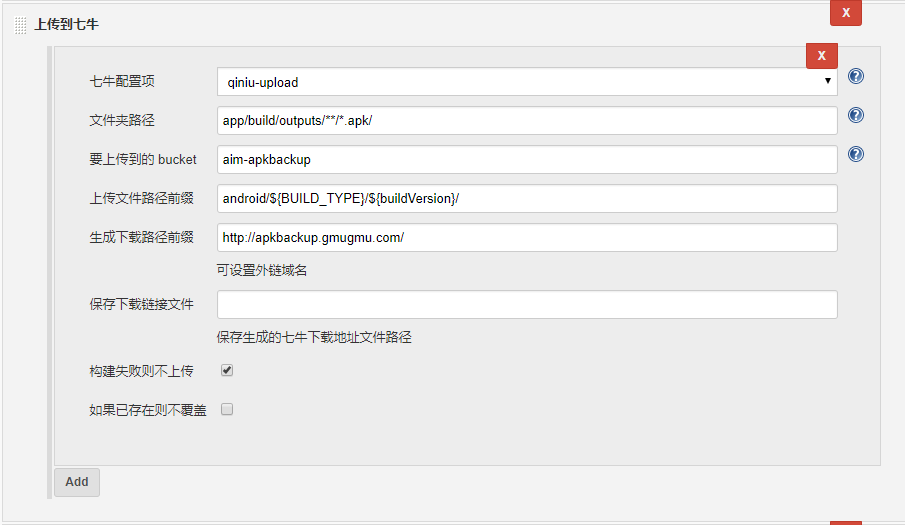 上传到七牛
X
X
七牛配置项
qiniu-upload
?
文件夹路径
app/build/outputs/**/*.apk/
?
要上传到的 bucket
aim-apkbackup
?
上传文件路径前缀
android/${BUILD_TYPE}/${buildVersion}/
生成下载路径前缀
http://apkbackup.gmugmu.com/
可设置外链域名
保存下载链接文件
保存生成的七牛下载地址文件路径
构建失败则不上传
如果已存在则不覆盖
Add